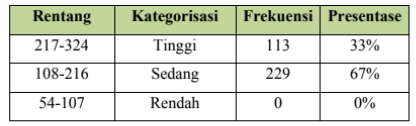 Rentang Kategorisasi Frekuensi Presentase
217-324 Tinggi 113 33%
108-216 Sedang 229 67%
54-107 Rendah 0 0%